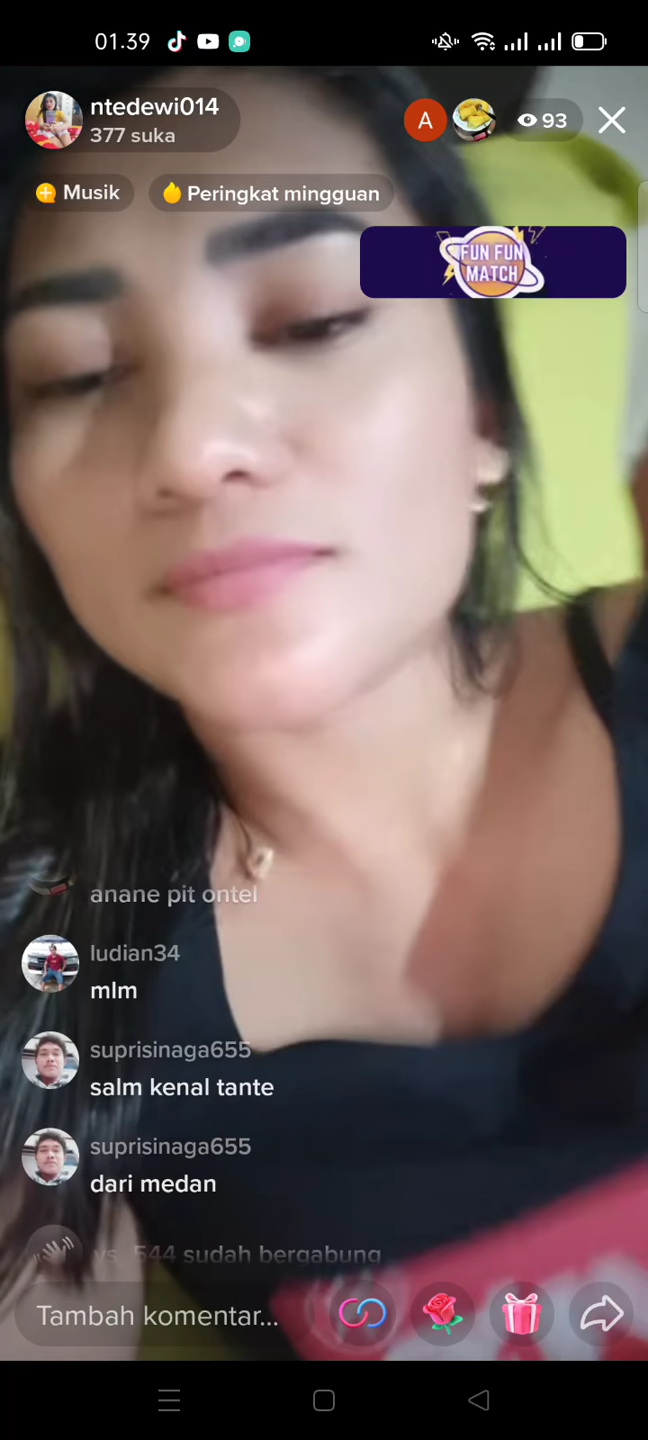 01.39
ntedewi014
377 suka
A
93
Musik
Peringkat mingguan
FUN FUN
MATCH
anane pit ontel
ludian34
mlm
suprisinaga655
salm kenal tante
suprisinaga655
dari medan
544 sudah bergabung
Tambah komentar...